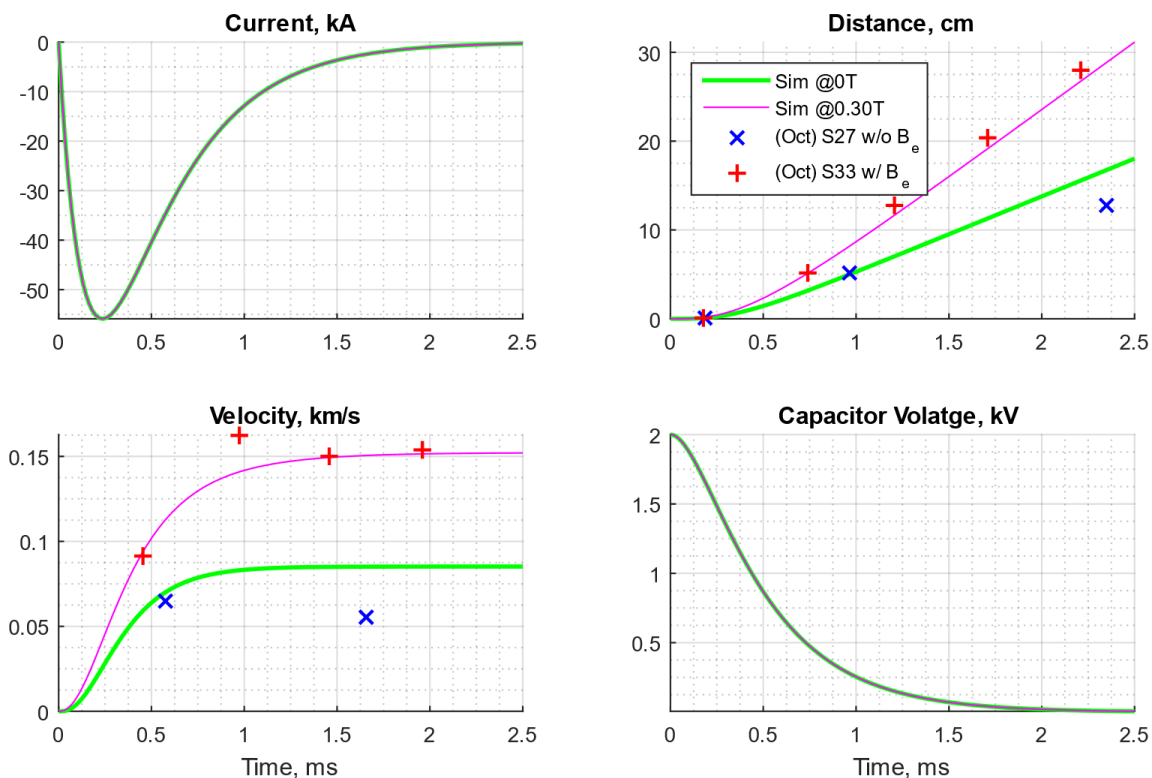 Current, kA
0
-10
-20
-30
-40
-50
0 0.5 1 1.5 2 2.5
Distance, cm
30
20
10
0
0 0.5 1 1.5 2 2.5
Sim @0T
Sim @0.30T
(Oct) S27 w/o B e
(Oct) S33 w/ B e
Velocity, km/s
0.15
0.1
0.05
0
0 0.5 1 1.5 2 2.5
Time, ms
Capacitor Volatge, kV
2
1.5
1
0.5
0 0.5 1 1.5 2 2.5
Time, ms